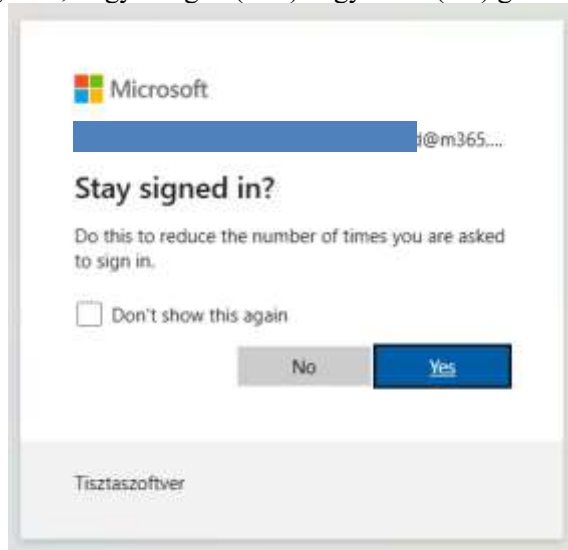 Microsoft
@m365....
Stay signed in?
Do this to reduce the number of times you are asked
to sign in.
Don't show this again
No
Yes
Tisztaszoftver